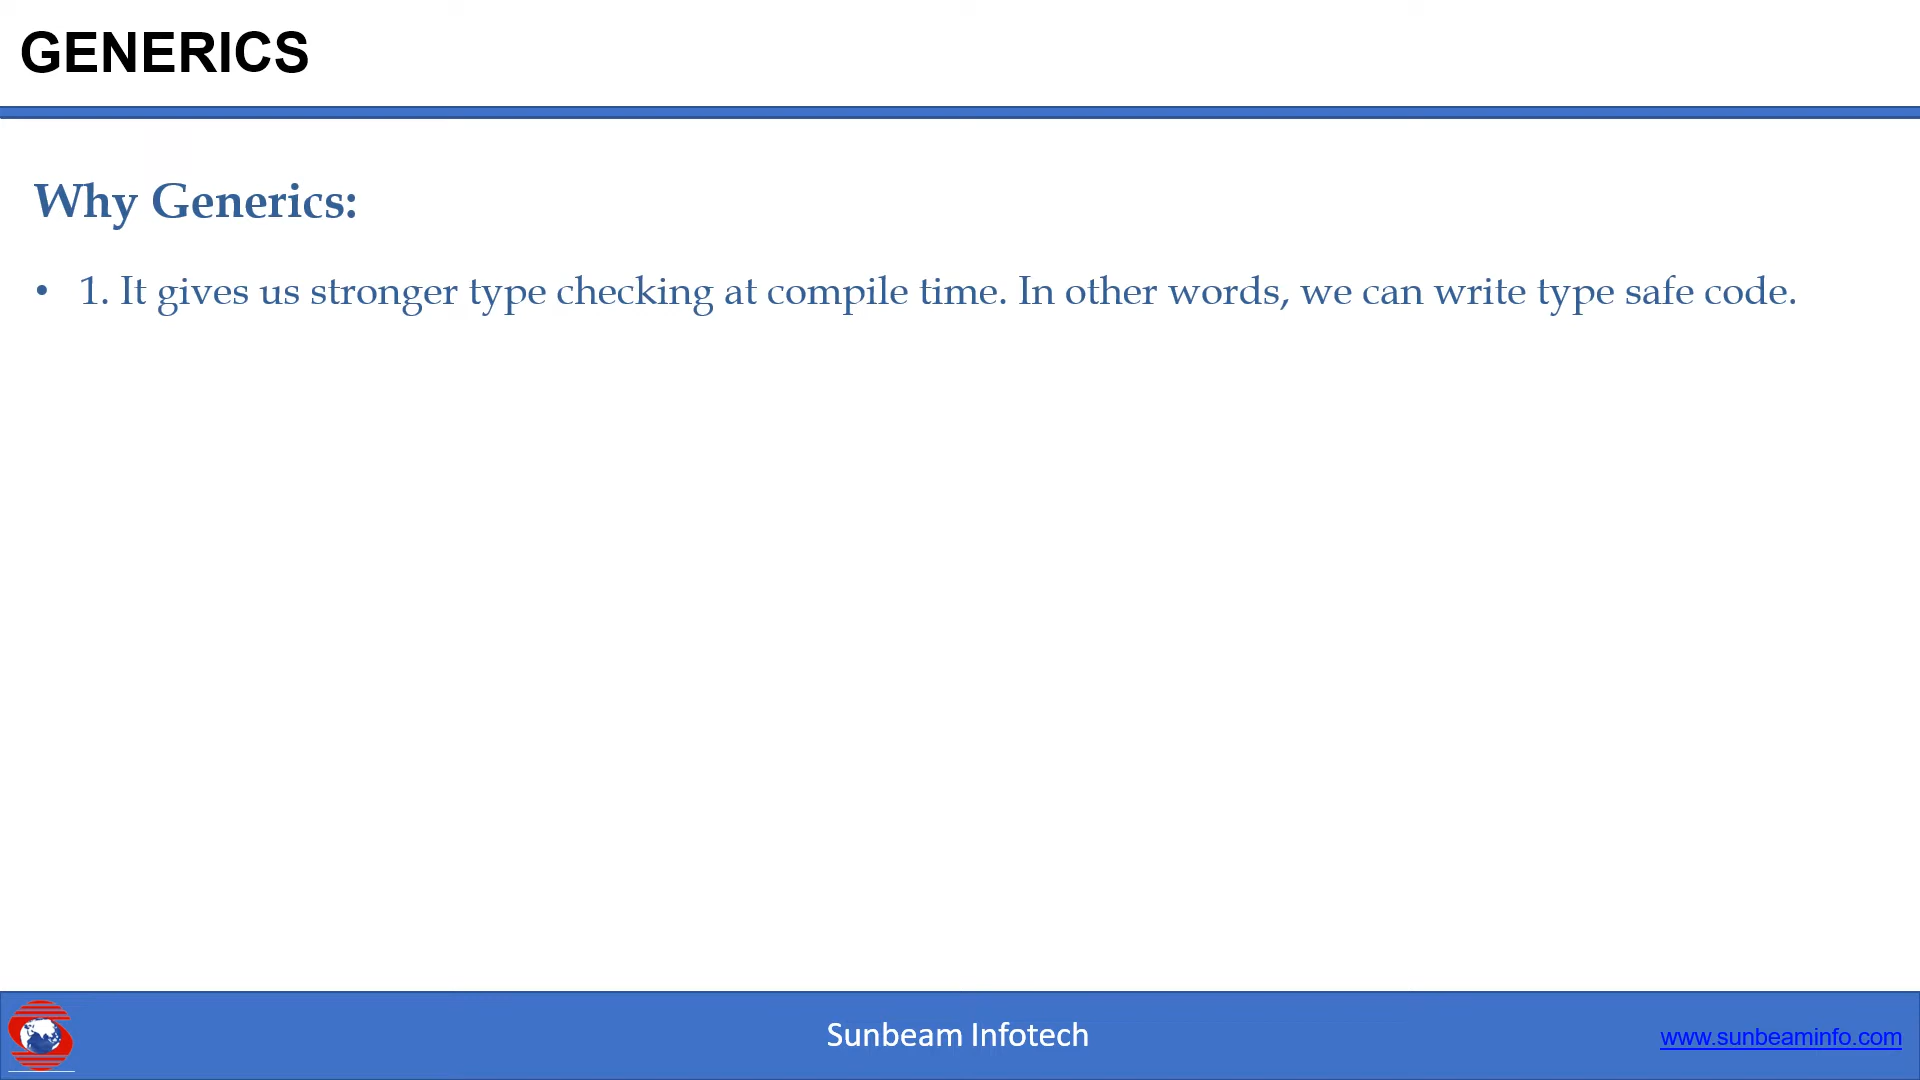 GENERICS
Why Generics:
• 1. It gives us stronger type checking at compile time. In other words, we can write type safe code.
Sunbeam Infotech
www.sunbeaminfo.com